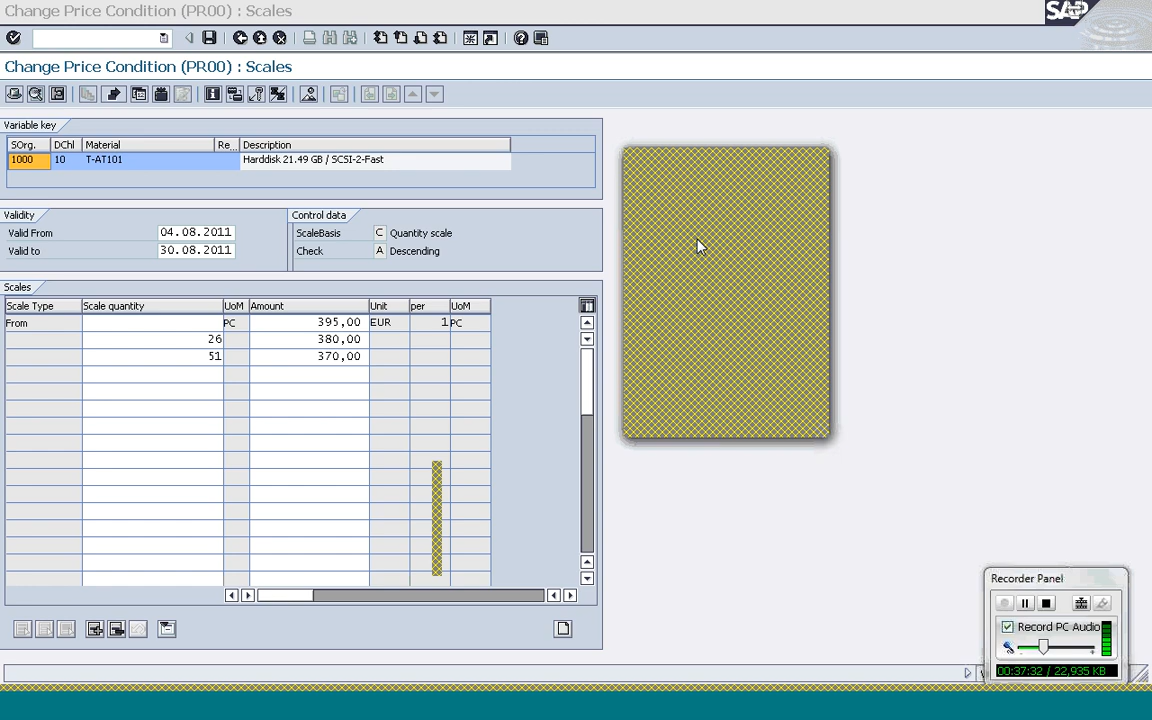 Change Price Condition (PR00) : Scales
SAP
Change Price Condition (PR00) : Scales
Variable key
SOrg. DChl Material Re... Description
1000 10 T-AT101 Harddisk 21.49 GB / SCSI-2-Fast
Validity Control data
Valid From 04.08.2011 ScaleBasis C Quantity scale
Valid to 30.08.2011 Check A Descending
Scales
Scale Type Scale quantity UoM Amount Unit per UoM
From PC 395,00 EUR 1 PC
26 380,00
51 370,00
Recorder Panel
Record PC Audio
00:37:32 / 22,935 KB